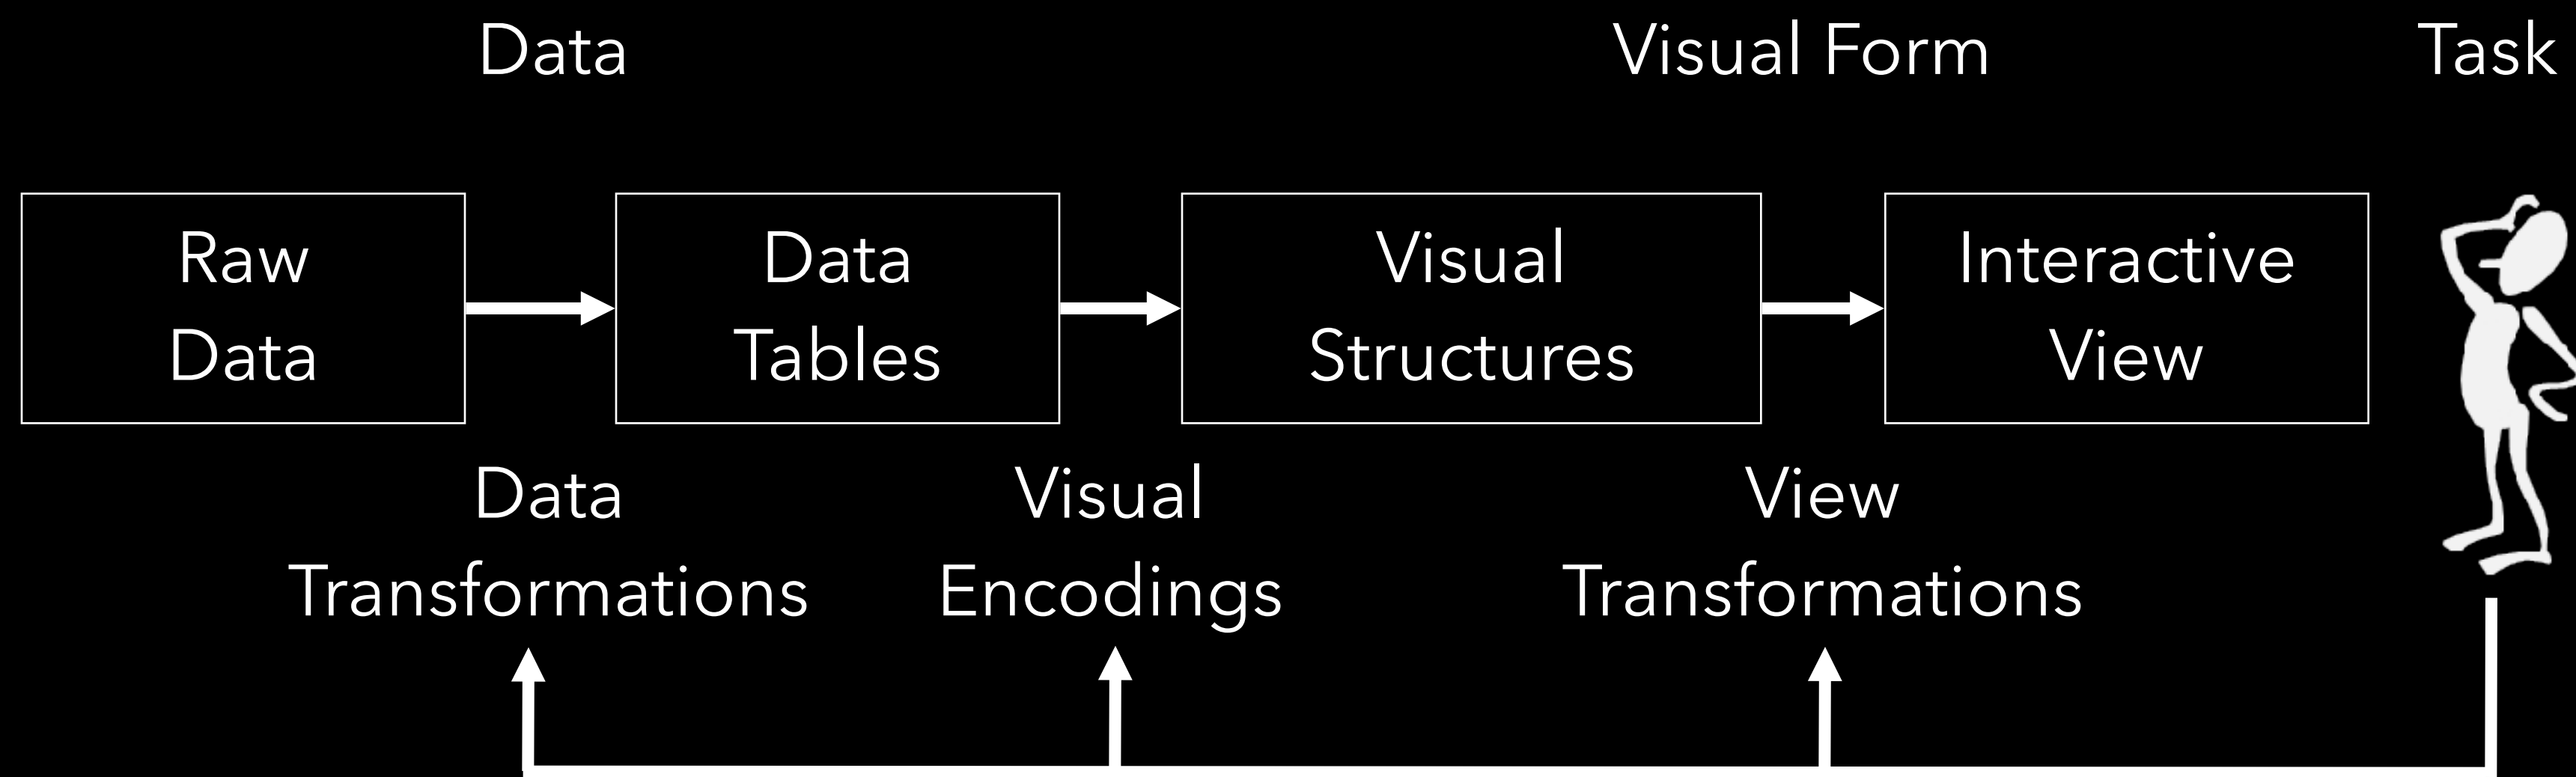 Data
Visual Form
Task
Raw
Data
Data
Tables
Visual
Structures
Interactive
View
Data
Transformations
Visual
Encodings
View
Transformations